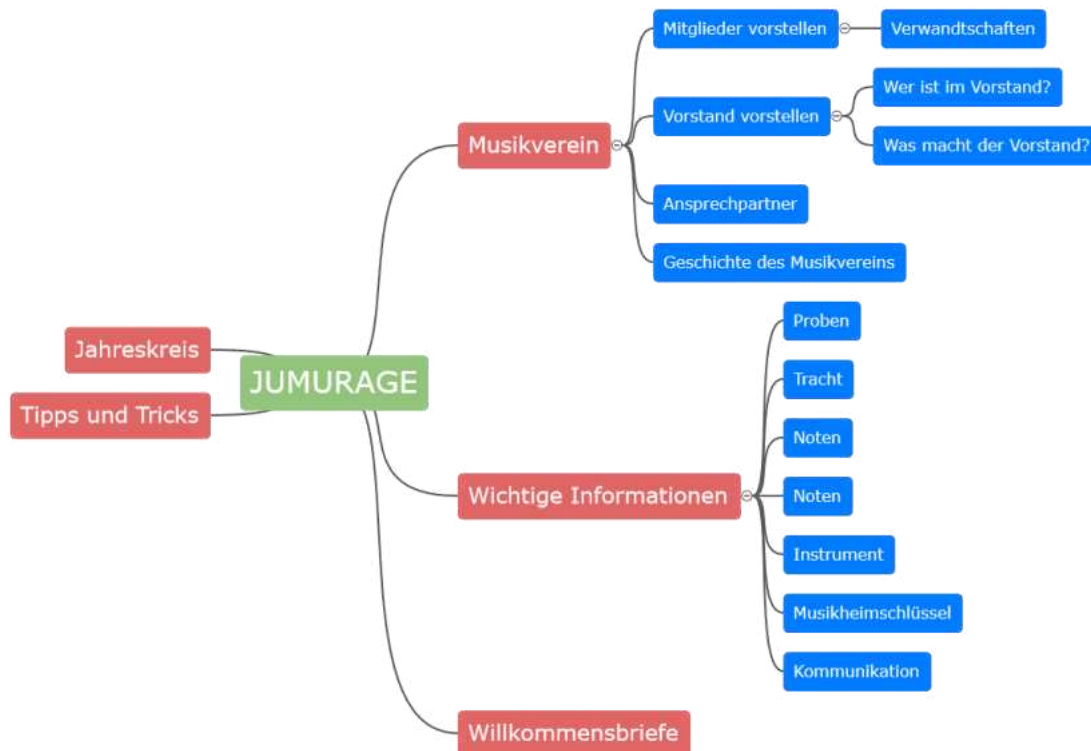 JUMURAGE
Jahreskreis
Tipps und Tricks
Musikverein
Mitglieder vorstellen
Verwandtschaften
Vorstand vorstellen
Wer ist im Vorstand?
Was macht der Vorstand?
Ansprechpartner
Geschichte des Musikvereins
Wichtige Informationen
Proben
Tracht
Noten
Noten
Instrument
Musikheimschlüssel
Kommunikation
Willkommensbriefe